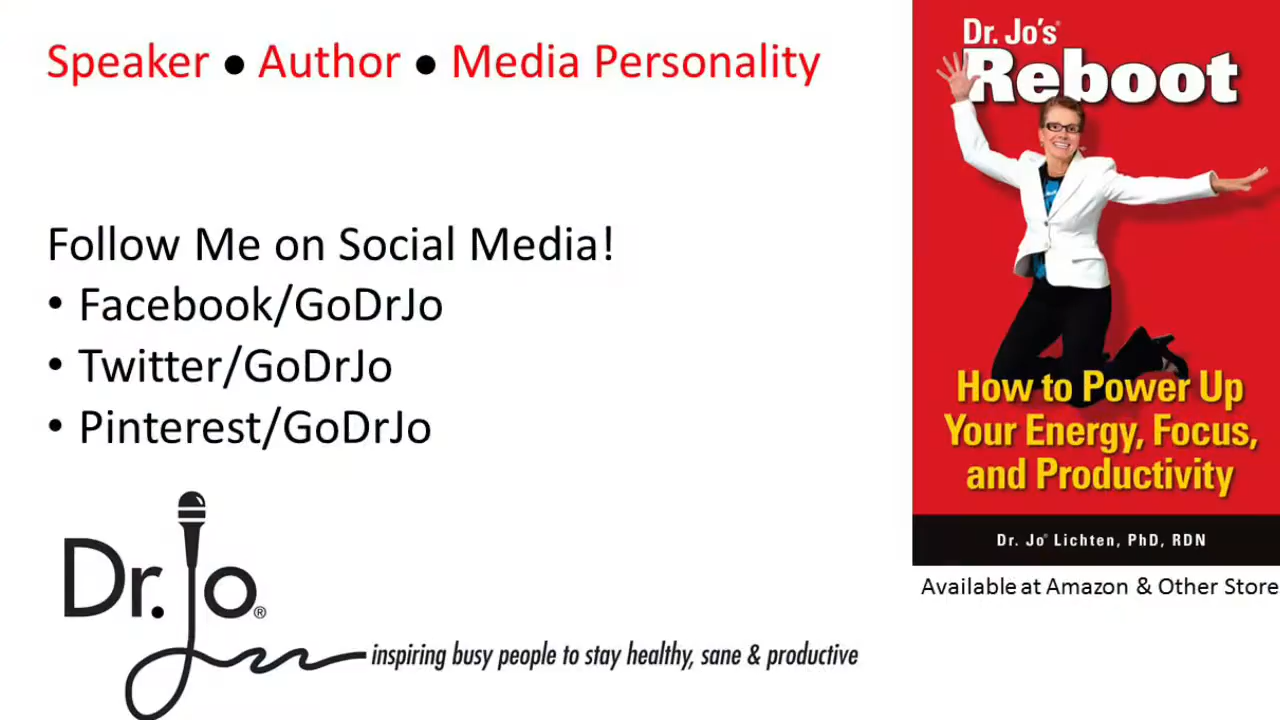 Speaker ● Author ● Media Personality
Follow Me on Social Media!
• Facebook/GoDrJo
• Twitter/GoDrJo
• Pinterest/GoDrJo
Dr. Jo®
inspiring busy people to stay healthy, sane & productive
Dr. Jo's®
Reboot
How to Power Up
Your Energy, Focus,
and Productivity
Dr. Jo® Lichten, PhD, RDN
Available at Amazon & Other Store